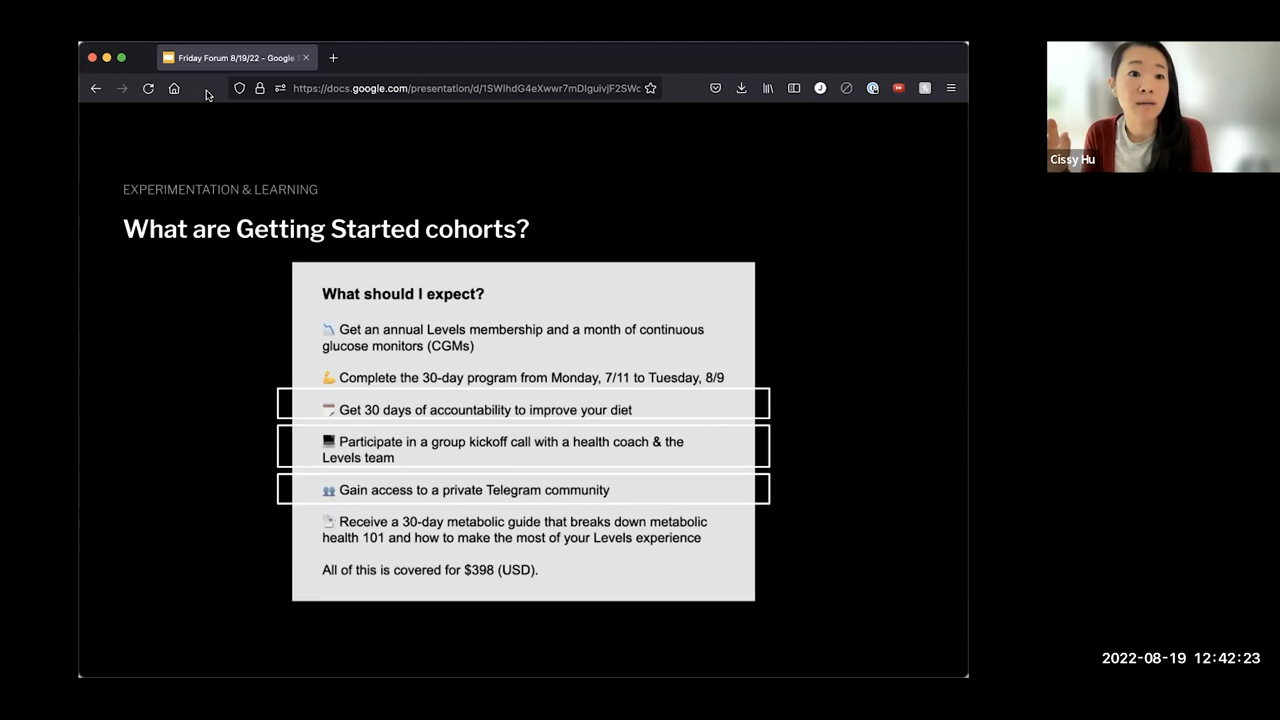 Friday Forum 8/19/22 - Google
https://docs.google.com/presentation/d/
EXPERIMENTATION & LEARNING
What are Getting Started cohorts?
What should I expect?
Get an annual Levels membership and a month of continuous
glucose monitors (CGMs)
Complete the 30-day program from Monday, 7/11 to Tuesday, 8/9
Get 30 days of accountability to improve your diet
Participate in a group kickoff call with a health coach & the
Levels team
Gain access to a private Telegram community
Receive a 30-day metabolic guide that breaks down metabolic
health 101 and how to make the most of your Levels experience
All of this is covered for $398 (USD).
Cissy Hu
2022-08-19 12:42:23